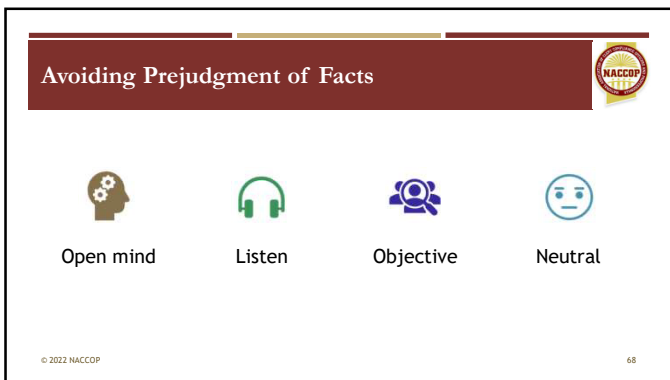 Avoiding Prejudgment of Facts
NACCOP
Open mind
Listen
Objective
Neutral
© 2022 NACCOP
68